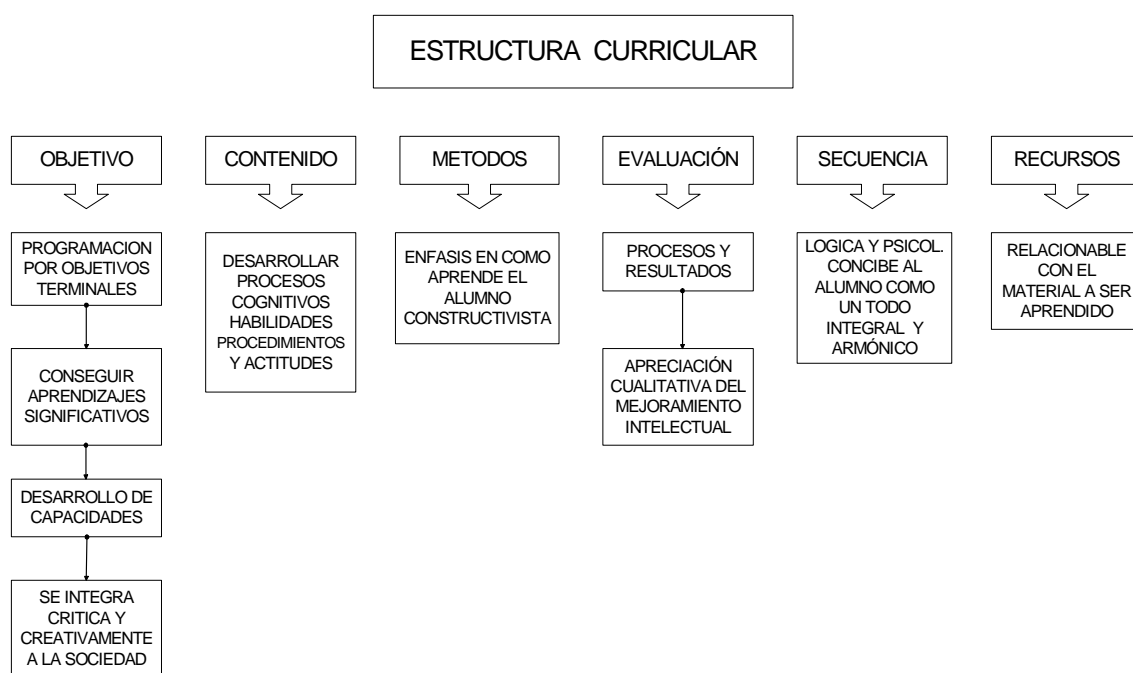 ESTRUCTURA CURRICULAR
OBJETIVO
CONTENIDO
METODOS
EVALUACIÓN
SECUENCIA
RECURSOS
PROGRAMACION
POR OBJETIVOS
TERMINALES
CONSEGUIR
APRENDIZAJES
SIGNIFICATIVOS
DESARROLLO DE
CAPACIDADES
SE INTEGRA
CRITICA Y
CREATIVAMENTE
A LA SOCIEDAD
DESARROLLAR
PROCESOS
COGNITIVOS
HABILIDADES
PROCEDIMIENTOS
Y ACTITUDES
ENFASIS EN COMO
APRENDE EL
ALUMNO
CONSTRUCTIVISTA
PROCESOS Y
RESULTADOS
APRECIACIÓN
CUALITATIVA DEL
MEJORAMIENTO
INTELECTUAL
LOGICA Y PSICOL.
CONCIBE AL
ALUMNO COMO
UN TODO
INTEGRAL Y
ARMÓNICO
RELACIONABLE
CON EL
MATERIAL A SER
APRENDIDO